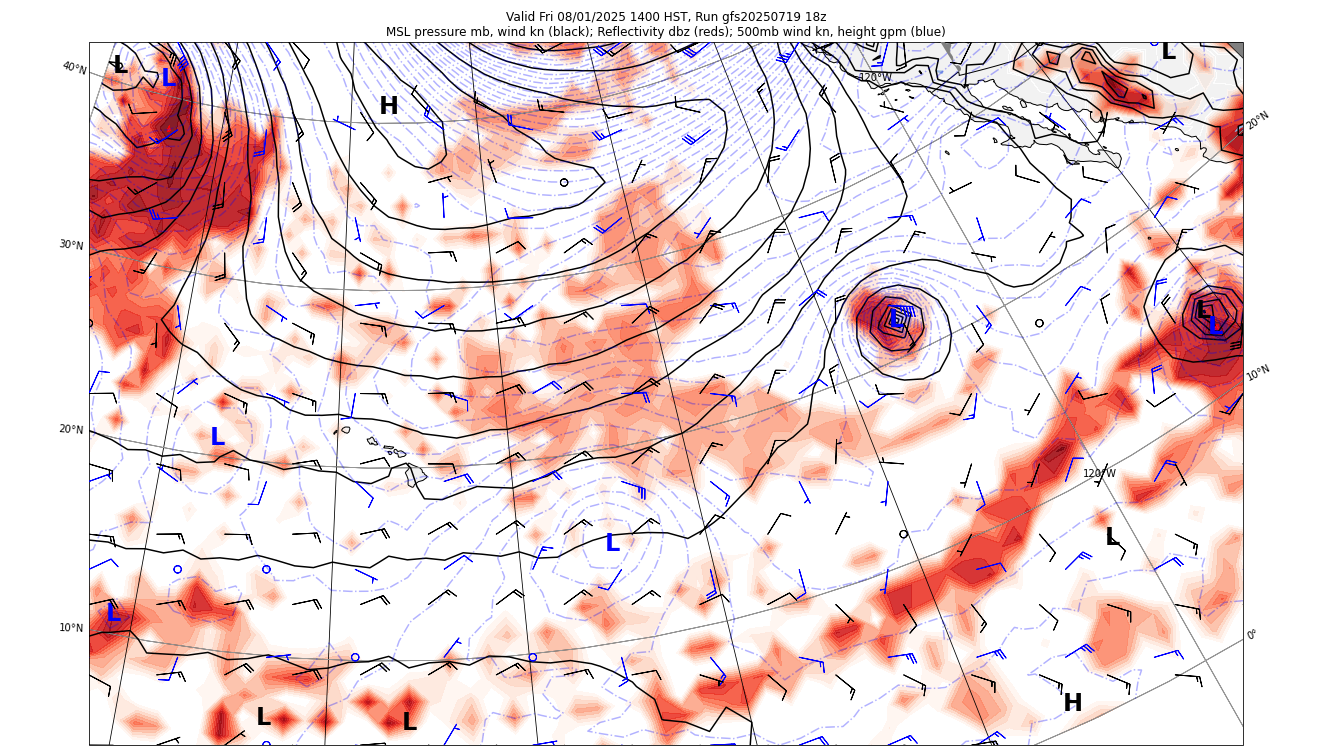 Valid Fri 08/01/2025 1400 HST, Run gfs20250719 18z
MSL pressure mb, wind kn (black); Reflectivity dbz (reds); 500mb wind kn, height gpm (blue)
L
L
L
H
120°W
40°N
20°N
30°N
L
L
L
10°N
20°N
L
120°W
L
L
L
10°N
0°
H
L
L